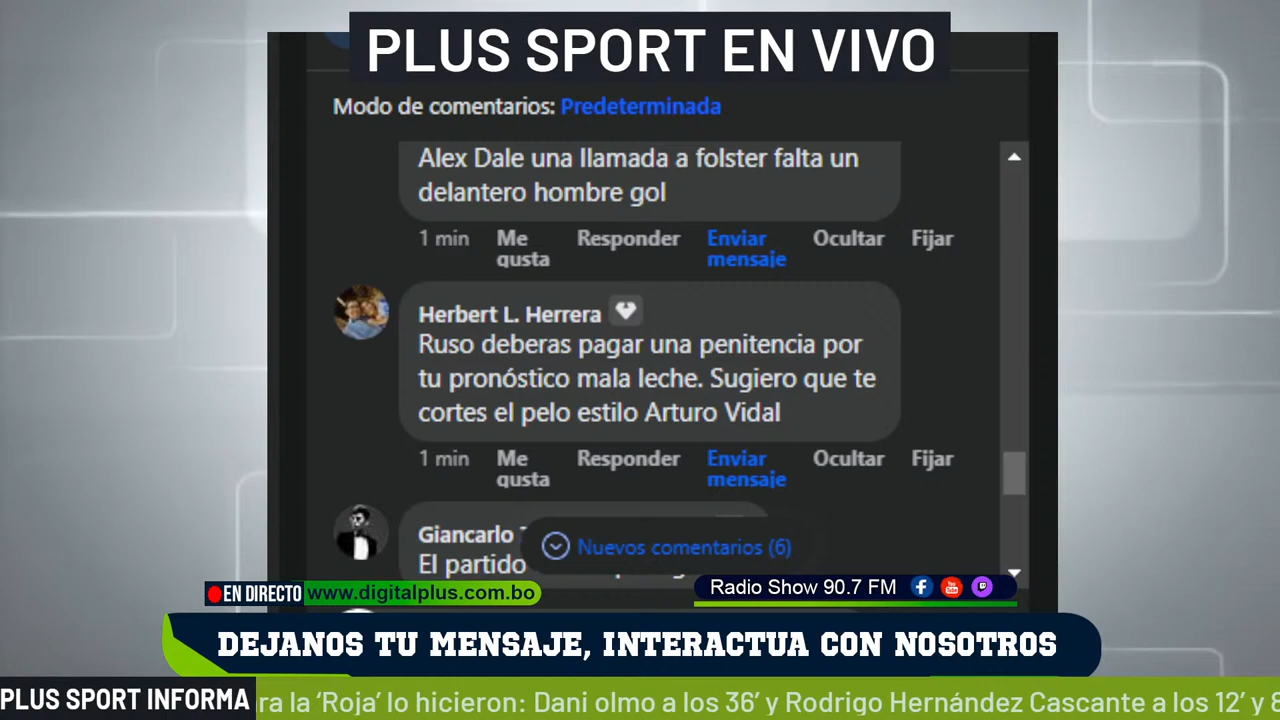 PLUS SPORT EN VIVO
Modo de comentarios: Predeterminada
Alex Dale una llamada a folster falta un
delantero hombre gol
1 min Me gusta Responder Enviar mensaje Ocultar Fijar
Herbert L. Herrera
Ruso deberas pagar una penitencia por
tu pronóstico mala leche. Sugiero que te
cortes el pelo estilo Arturo Vidal
1 min Me gusta Responder Enviar mensaje Ocultar Fijar
Giancarlo
El partido
Nuevos comentarios (6)
EN DIRECTO www.digitalplus.com.bo
Radio Show 90.7 FM
DEJANOS TU MENSAJE, INTERACTUA CON NOSOTROS
PLUS SPORT INFORMA ra la ‘Roja’ lo hicieron: Dani olmo a los 36’ y Rodrigo Hernández Cascante a los 12’ y 8